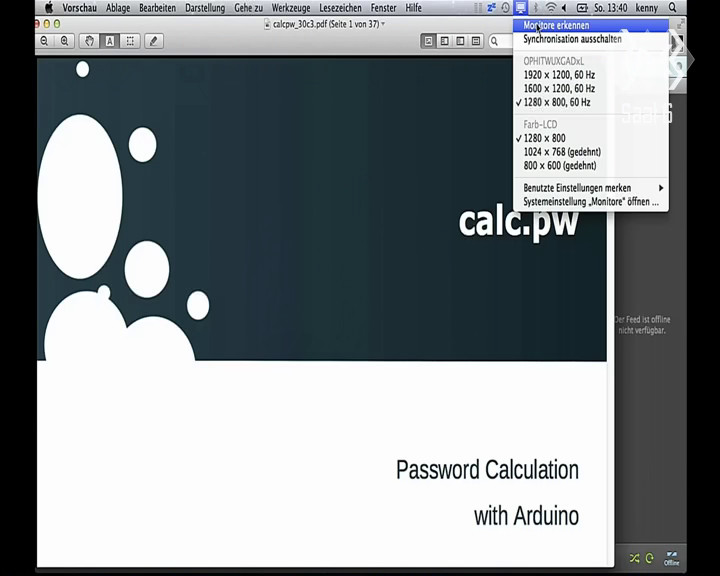 Vorschau Ablage Bearbeiten Darstellung Gehe zu Werkzeuge Lesezeichen Fenster Hilfe So. 13:40 kenny
calcpw_30c3.pdf (Seite 1 von 37)
Monitore erkennen
Synchronisation ausschalten
OPHITWUXGADxL
1920 x 1200, 60 Hz
1600 x 1200, 60 Hz
✓ 1280 x 800, 60 Hz
Farb-LCD
✓ 1280 x 800
1024 x 768 (gedehnt)
800 x 600 (gedehnt)
Benutzte Einstellungen merken
Systemeinstellung „Monitore" öffnen ...
Saal 6
calc.pw
Der Feed ist offline
nicht verfügbar.
Password Calculation
with Arduino
Offline